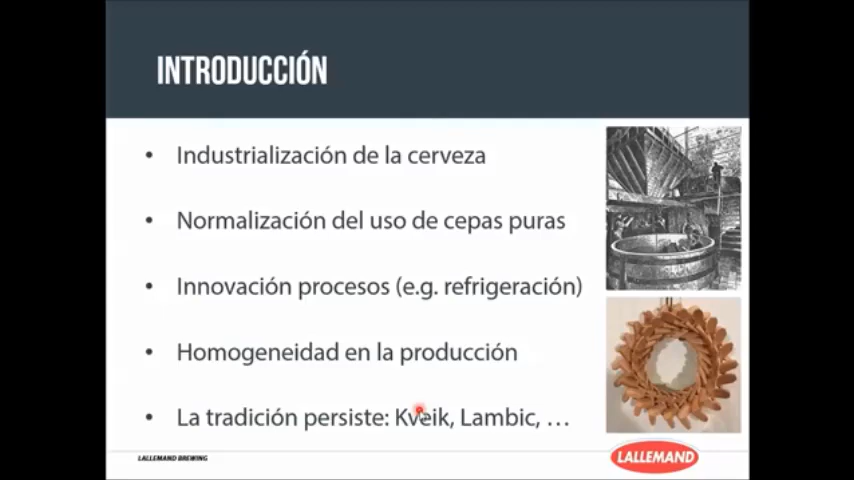 INTRODUCCIÓN
• Industrialización de la cerveza
• Normalización del uso de cepas puras
• Innovación procesos (e.g. refrigeración)
• Homogeneidad en la producción
• La tradición persiste: Kveik, Lambic, …
LALLEMAND BREWING
LALLEMAND